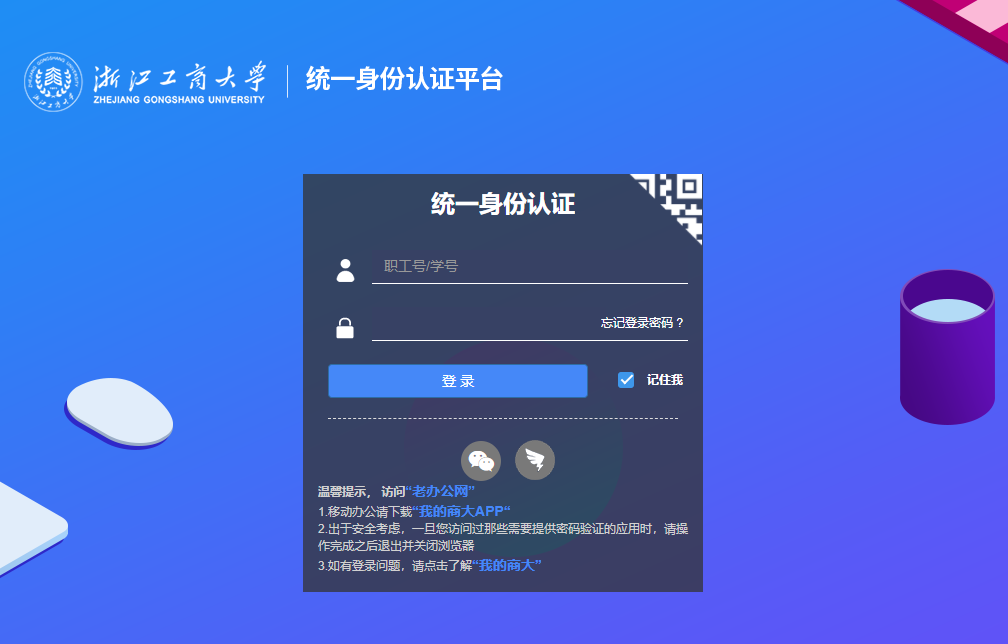 浙江工商大学
ZHEJIANG GONGSHANG UNIVERSITY
统一身份认证平台
统一身份认证
职工号/学号
忘记登录密码？
登 录
记住我
温馨提示， 访问“老办公网”
1.移动办公请下载“我的商大APP“
2.出于安全考虑，一旦您访问过那些需要提供密码验证的应用时，请操
作完成之后退出并关闭浏览器
3.如有登录问题，请点击了解“我的商大”